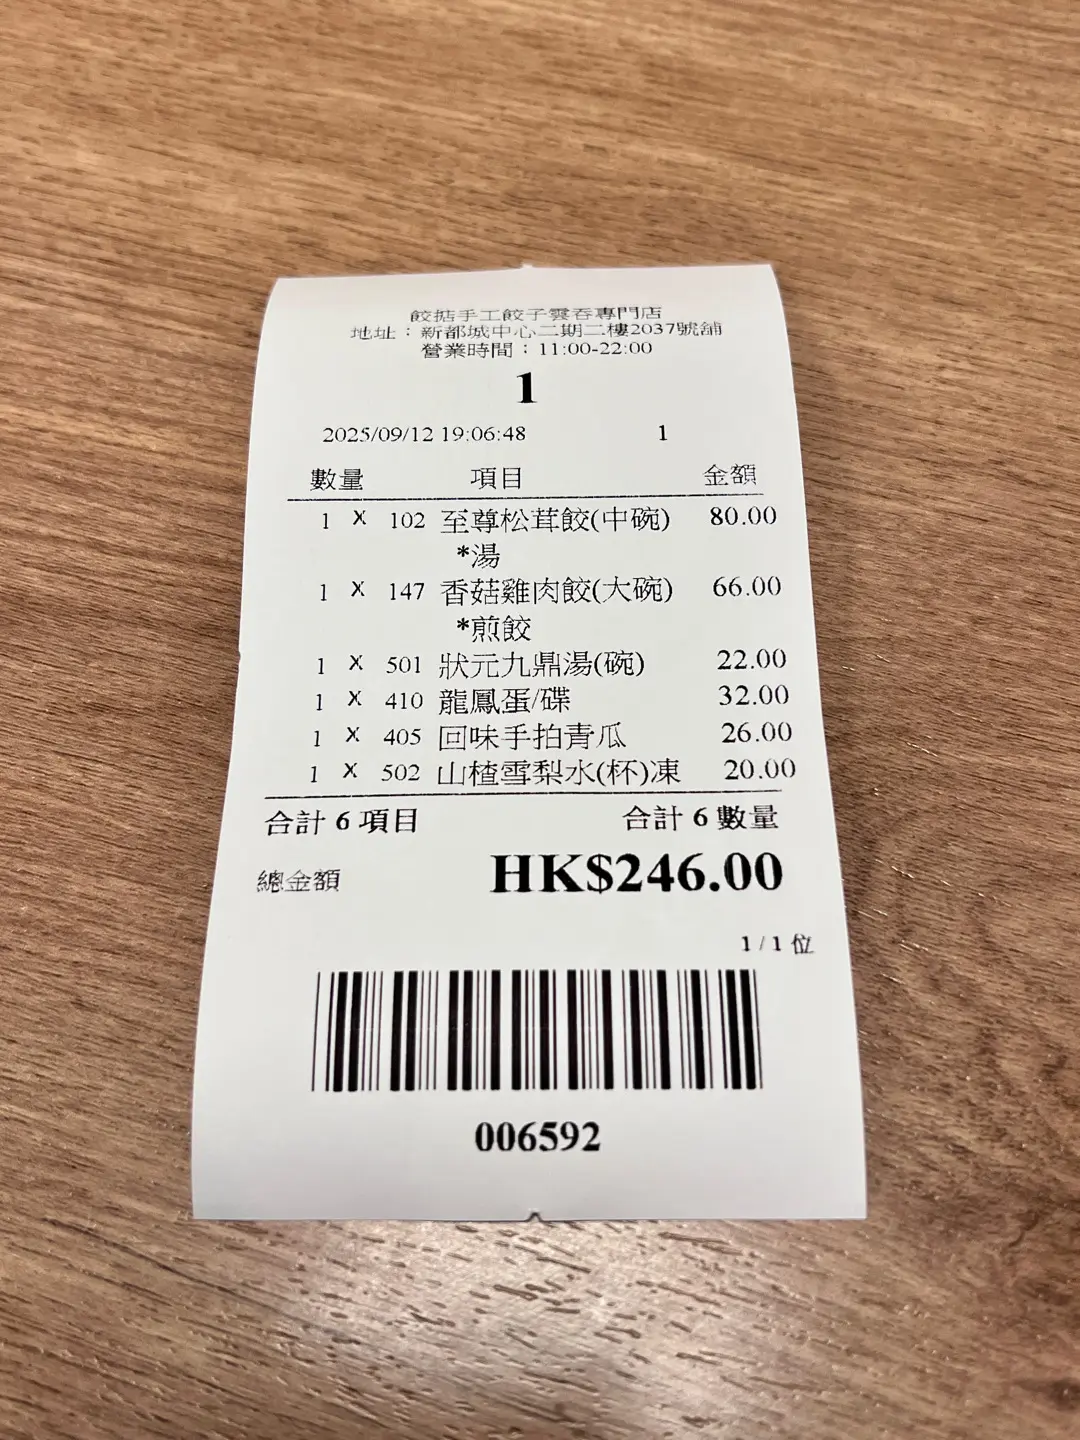 餃掂手工餃子雲吞專門店
地址：新都城中心二期二樓2037號舖
營業時間：11:00-22:00
1
2025/09/12 19:06:48 1
數量 項目 金額
1 X 102 至尊松茸餃(中碗) 80.00
*湯
1 X 147 香菇雞肉餃(大碗) 66.00
*煎餃
1 X 501 狀元九鼎湯(碗) 22.00
1 X 410 龍鳳蛋/碟 32.00
1 X 405 回味手拍青瓜 26.00
1 X 502 山楂雪梨水(杯)凍 20.00
合計 6 項目 合計 6 數量
總金額 HK$246.00
1 / 1 位
006592